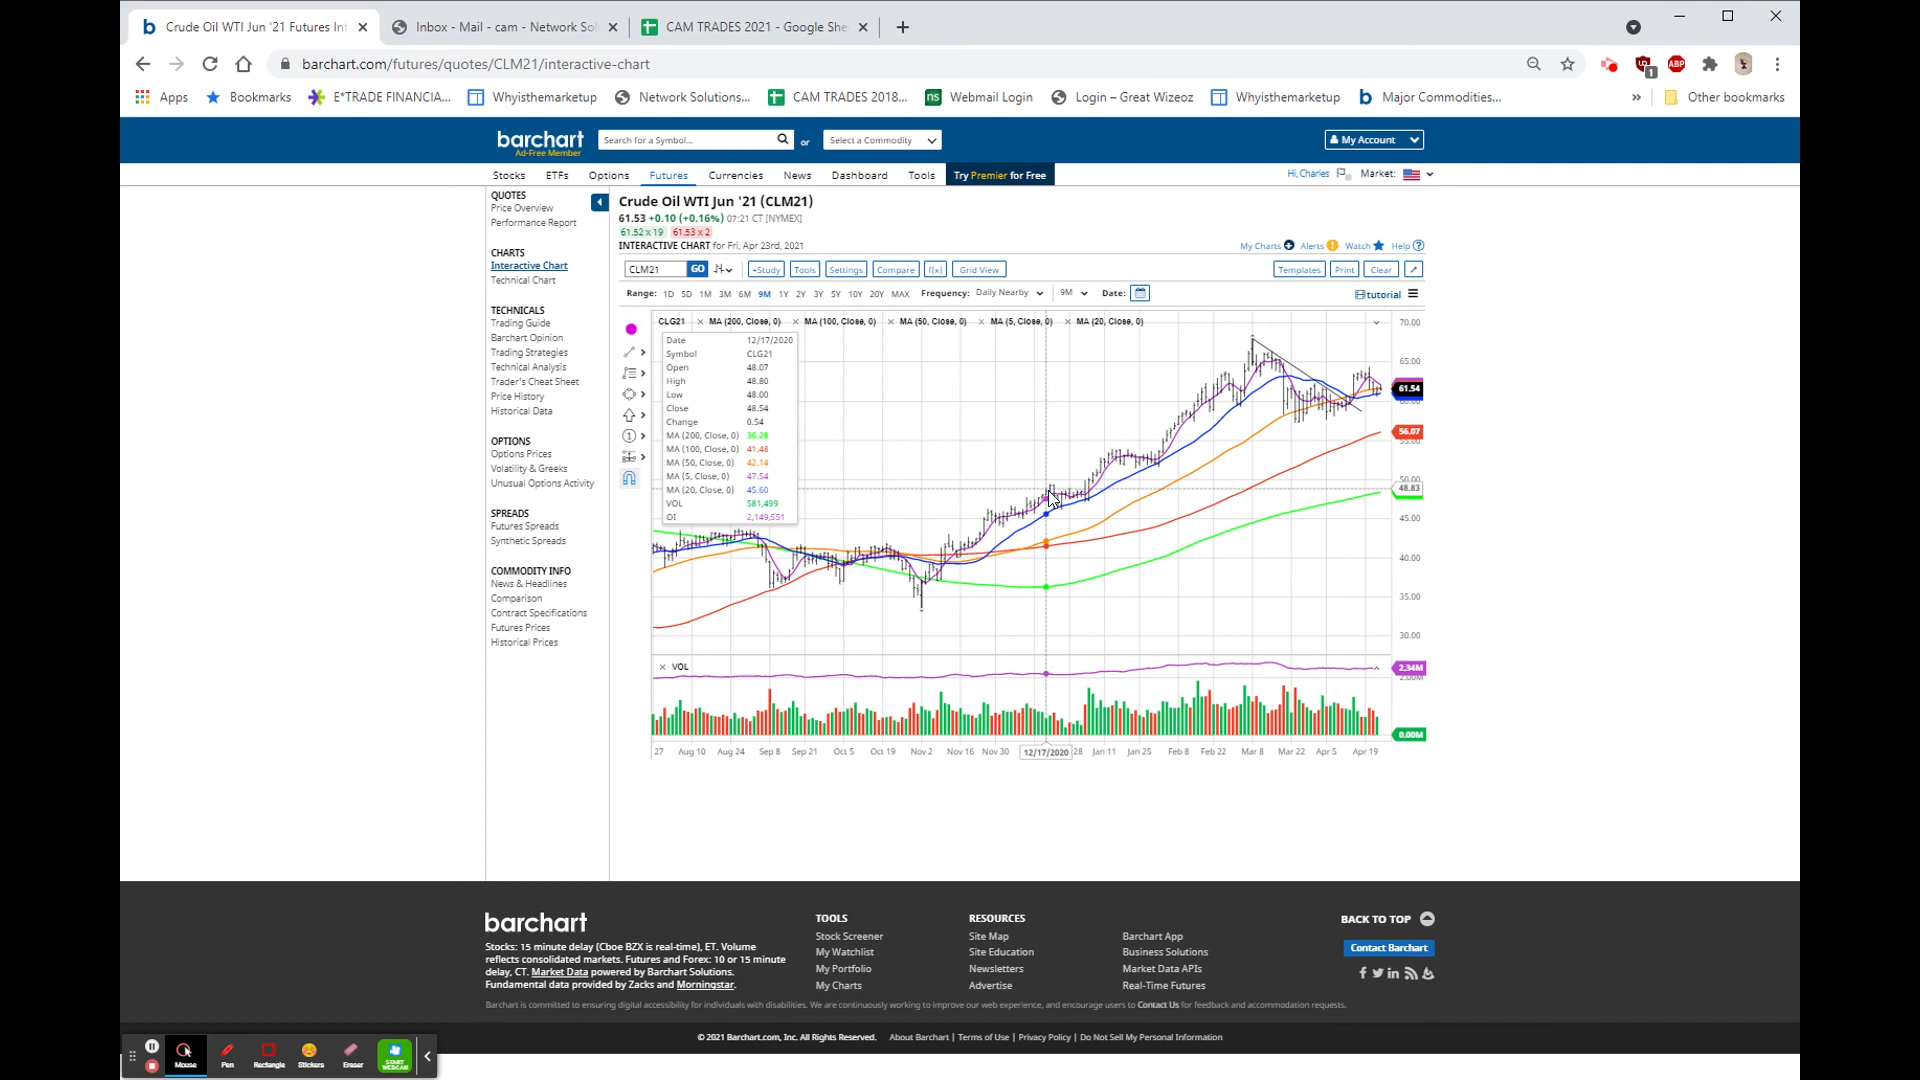 Crude Oil WTI Jun '21 Futures Int
Inbox - Mail - cam - Network Sol
CAM TRADES 2021 - Google She
barchart.com/futures/quotes/CLM21/interactive-chart
1
ABP
Apps
Bookmarks
E*TRADE FINANCIA...
Whyisthemarketup
Network Solutions...
CAM TRADES 2018...
ns
Webmail Login
Login – Great Wizeoz
Whyisthemarketup
b
Major Commodities...
»
Other bookmarks
barchart
Ad-Free Member
Search for a Symbol...
or
Select a Commodity
My Account
Stocks ETFs Options Futures Currencies News Dashboard Tools Try Premier for Free
Hi, Charles
Market:
QUOTES
Price Overview
Performance Report
CHARTS
Interactive Chart
Technical Chart
TECHNICALS
Trading Guide
Barchart Opinion
Trading Strategies
Technical Analysis
Trader's Cheat Sheet
Price History
Historical Data
OPTIONS
Options Prices
Volatility & Greeks
Unusual Options Activity
SPREADS
Futures Spreads
Synthetic Spreads
COMMODITY INFO
News & Headlines
Comparison
Contract Specifications
Futures Prices
Historical Prices
Crude Oil WTI Jun '21 (CLM21)
61.53 +0.10 (+0.16%) 07:21 CT [NYMEX]
61.52 x 19 61.53 x 2
INTERACTIVE CHART for Fri, Apr 23rd, 2021
My Charts Alerts Watch Help
CLM21 GO +Study Tools Settings Compare f(x) Grid View
Templates Print Clear
Range: 1D 5D 1M 3M 6M 9M 1Y 2Y 3Y 5Y 10Y 20Y MAX Frequency: Daily Nearby 9M Date:
tutorial
CLG21 × MA (200, Close, 0) × MA (100, Close, 0) × MA (50, Close, 0) × MA (5, Close, 0) × MA (20, Close, 0)
Date 12/17/2020
Symbol CLG21
Open 48.07
High 48.80
Low 48.00
Close 48.54
Change 0.54
MA (200, Close, 0) 36.28
MA (100, Close, 0) 41.48
MA (50, Close, 0) 42.14
MA (5, Close, 0) 47.54
MA (20, Close, 0) 45.60
VOL 581,499
OI 2,149,551
70.00
65.00
61.54
60.00
56.07
55.00
50.00
48.83
45.00
40.00
35.00
30.00
× VOL
2.34M
2.00M
0.00M
27 Aug 10 Aug 24 Sep 8 Sep 21 Oct 5 Oct 19 Nov 2 Nov 16 Nov 30 12/17/2020 28 Jan 11 Jan 25 Feb 8 Feb 22 Mar 8 Mar 22 Apr 5 Apr 19
barchart
Stocks: 15 minute delay (Cboe BZX is real-time), ET. Volume
reflects consolidated markets. Futures and Forex: 10 or 15 minute
delay, CT. Market Data powered by Barchart Solutions.
Fundamental data provided by Zacks and Morningstar.
TOOLS
Stock Screener
My Watchlist
My Portfolio
My Charts
RESOURCES
Site Map
Site Education
Newsletters
Advertise
Barchart App
Business Solutions
Market Data APIs
Real-Time Futures
BACK TO TOP
Contact Barchart
Barchart is committed to ensuring digital accessibility for individuals with disabilities. We are continuously working to improve our web experience, and encourage users to Contact Us for feedback and accommodation requests.
© 2021 Barchart.com, Inc. All Rights Reserved. About Barchart | Terms of Use | Privacy Policy | Do Not Sell My Personal Information
Mouse
Pen
Rectangle
Stickers
Eraser
START
WEBCAM